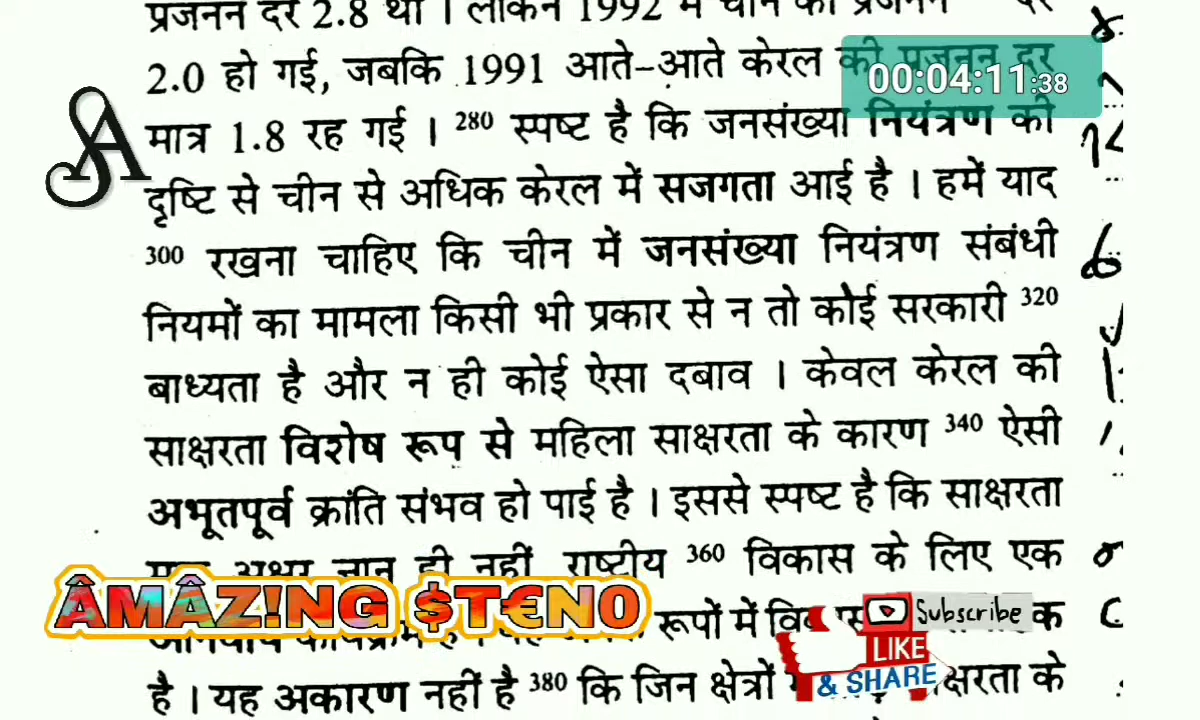 प्रजनन दर 2.8 थी । लेकिन 1992 में चीन की प्रजनन दर
2.0 हो गई, जबकि 1991 आते-आते केरल की प्रजनन दर
00:04:11:38
मात्र 1.8 रह गई । 280 स्पष्ट है कि जनसंख्या नियंत्रण की
A
दृष्टि से चीन से अधिक केरल में सजगता आई है । हमें याद
300 रखना चाहिए कि चीन में जनसंख्या नियंत्रण संबंधी
नियमों का मामला किसी भी प्रकार से न तो कोई सरकारी 320
बाध्यता है और न ही कोई ऐसा दबाव । केवल केरल की
साक्षरता विशेष रूप से महिला साक्षरता के कारण 340 ऐसी
अभूतपूर्व क्रांति संभव हो पाई है । इससे स्पष्ट है कि साक्षरता
अक्षर ज्ञान ही नहीं राष्ट्रीय 360 विकास के लिए एक
ÂMÂZ!NG $T€NO
रूपों में
Subscribe
LIKE
& SHARE
है । यह अकारण नहीं है 380 कि जिन क्षेत्रों साक्षरता के